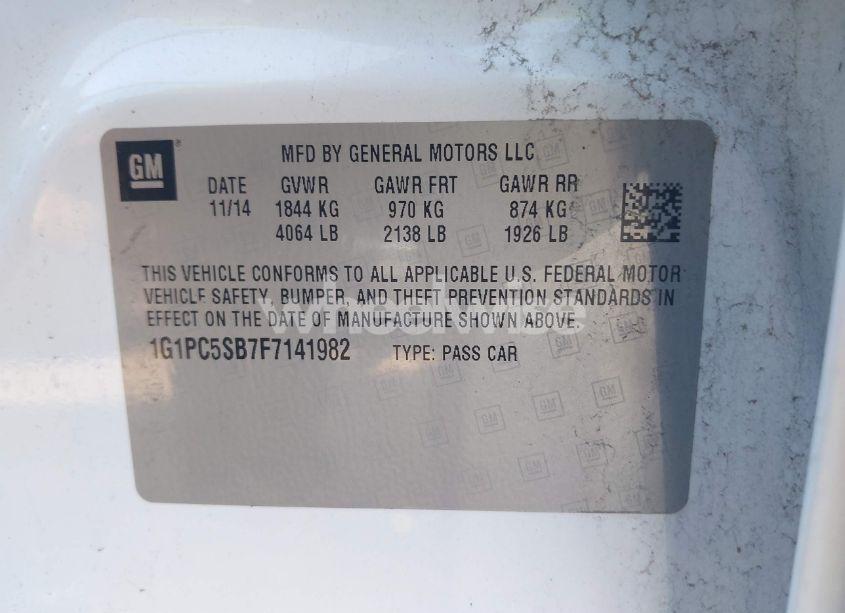 GM
MFD BY GENERAL MOTORS LLC
DATE GVWR GAWR FRT GAWR RR
11/14 1844 KG 970 KG 874 KG
4064 LB 2138 LB 1926 LB
THIS VEHICLE CONFORMS TO ALL APPLICABLE U.S. FEDERAL MOTOR
VEHICLE SAFETY, BUMPER, AND THEFT PREVENTION STANDARDS IN
EFFECT ON THE DATE OF MANUFACTURE SHOWN ABOVE.
1G1PC5SB7F7141982 TYPE: PASS CAR